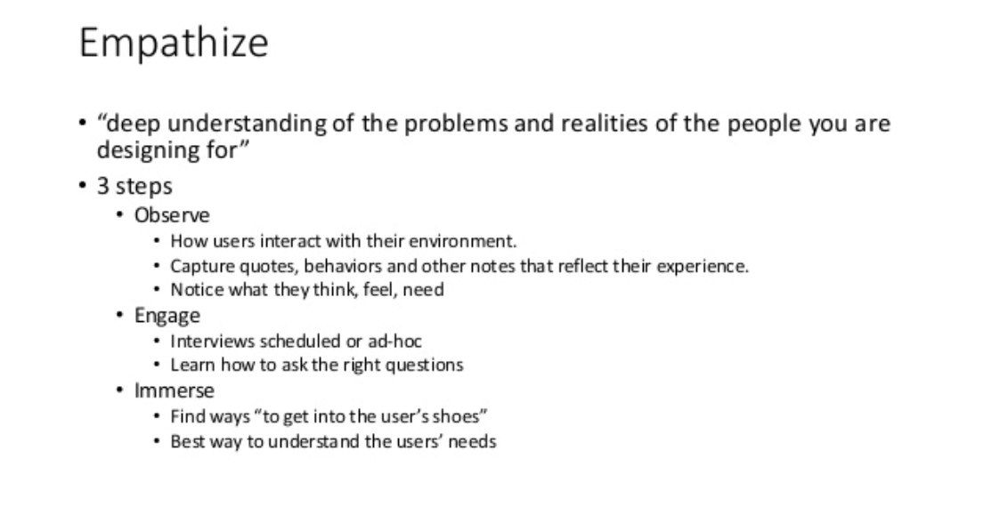 Empathize
• “deep understanding of the problems and realities of the people you are
designing for”
• 3 steps
• Observe
• How users interact with their environment.
• Capture quotes, behaviors and other notes that reflect their experience.
• Notice what they think, feel, need
• Engage
• Interviews scheduled or ad-hoc
• Learn how to ask the right questions
• Immerse
• Find ways “to get into the user’s shoes”
• Best way to understand the users’ needs